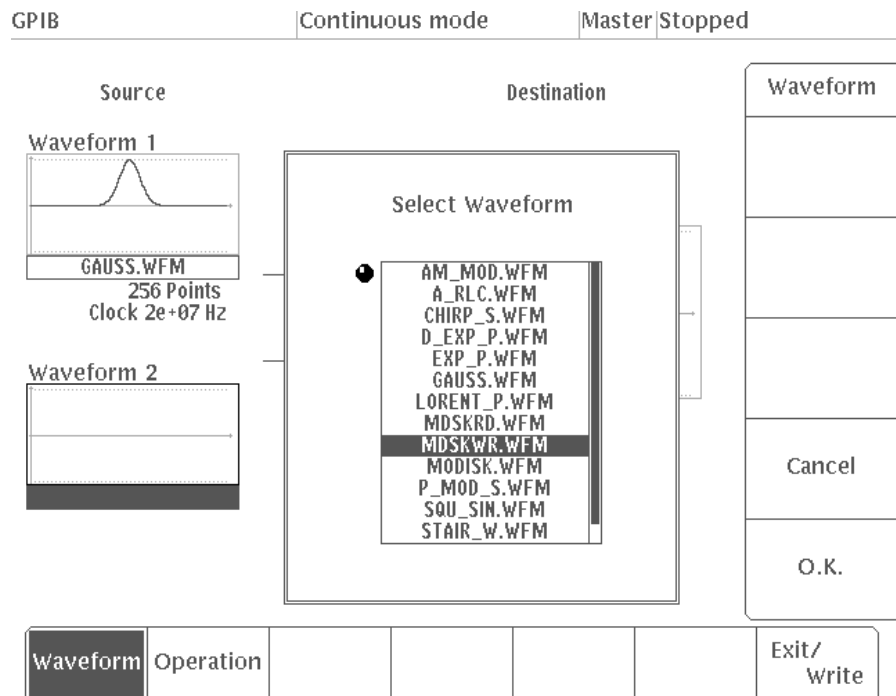 GPIB Continuous mode Master Stopped
Source
Destination
Waveform 1
GAUSS.WFM
256 Points
Clock 2e+07 Hz
Waveform 2
Select Waveform
AM_MOD.WFM
A_RLC.WFM
CHIRP_S.WFM
D_EXP_P.WFM
EXP_P.WFM
GAUSS.WFM
LORENT_P.WFM
MDSKRD.WFM
MDSKWR.WFM
MODISK.WFM
P_MOD_S.WFM
SQU_SIN.WFM
STAIR_W.WFM
Waveform
Cancel
O.K.
Waveform Operation Exit/
Write